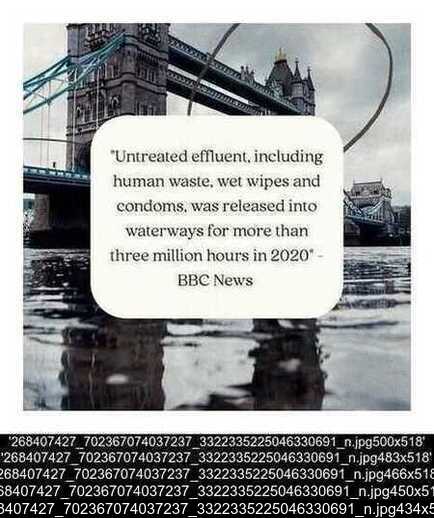 "Untreated effluent, including
human waste, wet wipes and
condoms, was released into
waterways for more than
three million hours in 2020" -
BBC News
'268407427_702367074037237_3322335225046330691_n.jpg500x518'
'268407427_702367074037237_3322335225046330691_n.jpg483x518'
268407427_702367074037237_3322335225046330691_n.jpg466x518
68407427_702367074037237_3322335225046330691_n.jpg450x51
8407427_702367074037237_3322335225046330691_n.jpg434x5